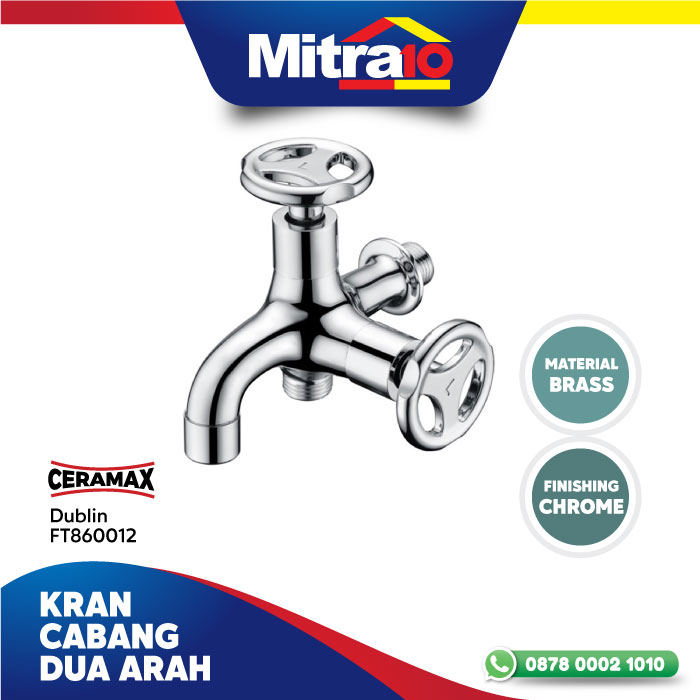 Mitra10
MATERIAL
BRASS
FINISHING
CHROME
CERAMAX
Dublin
FT860012
KRAN
CABANG
DUA ARAH
0878 0002 1010